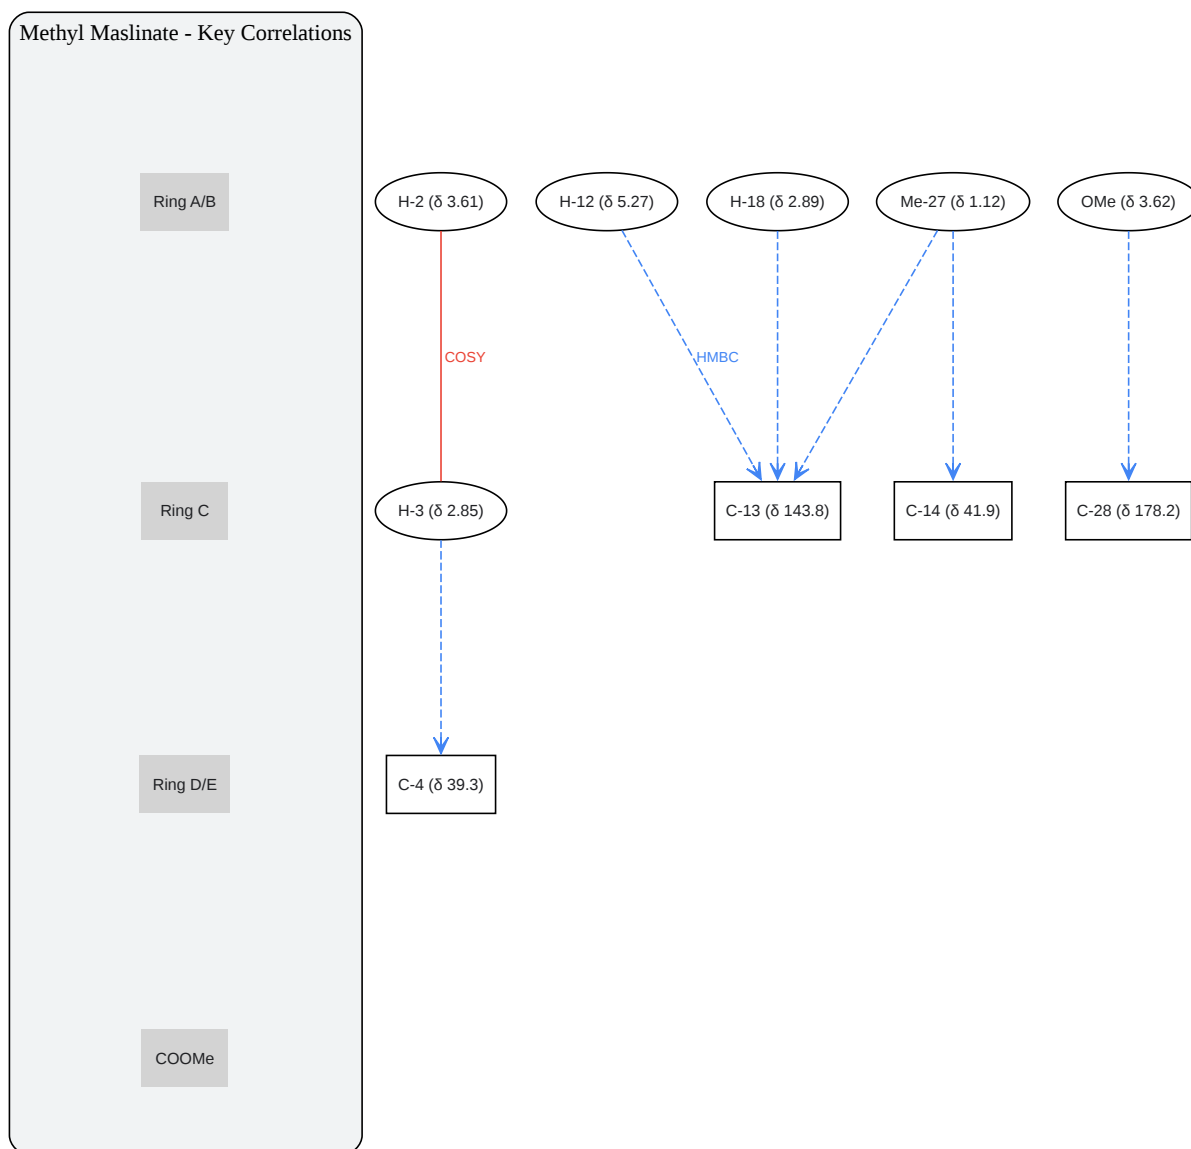 Methyl Maslinate - Key Correlations
Ring A/B
H-2 (δ 3.61)
H-12 (δ 5.27)
H-18 (δ 2.89)
Me-27 (δ 1.12)
OMe (δ 3.62)
COSY
HMBC
Ring C
H-3 (δ 2.85)
C-13 (δ 143.8)
C-14 (δ 41.9)
C-28 (δ 178.2)
Ring D/E
C-4 (δ 39.3)
COOMe